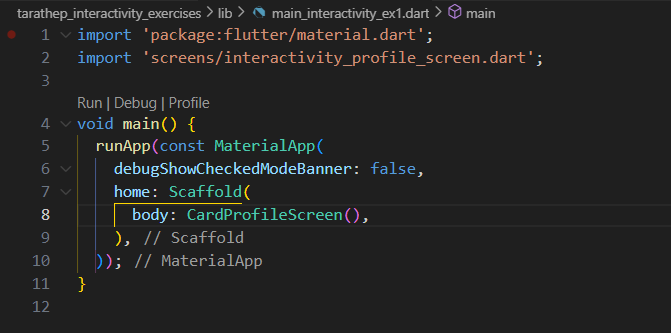 tarathep_interactivity_exercises > lib > main_interactivity_ex1.dart > main
1 import 'package:flutter/material.dart';
2 import 'screens/interactivity_profile_screen.dart';
3
Run | Debug | Profile
4 void main() {
5 runApp(const MaterialApp(
6 debugShowCheckedModeBanner: false,
7 home: Scaffold(
8 body: CardProfileScreen(),
9 ), // Scaffold
10 )); // MaterialApp
11 }
12